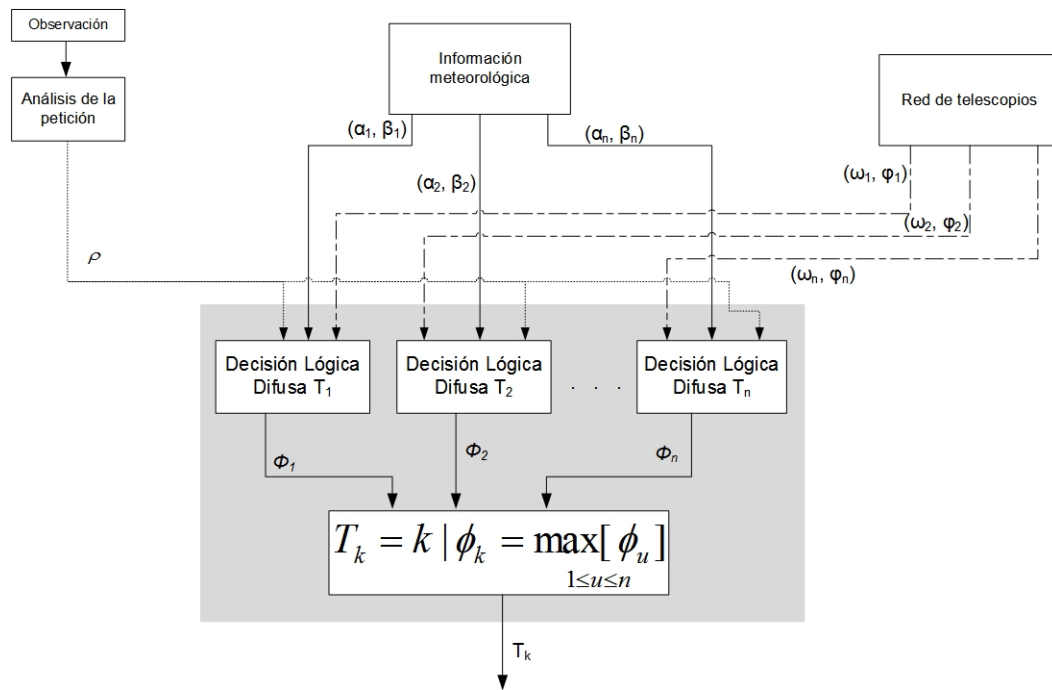 Observación
Información
meteorológica
Análisis de la
petición
Red de telescopios
(α₁, β₁)
(αₙ, βₙ)
(α₂, β₂)
(ω₁, φ₁)
(ω₂, φ₂)
(ωₙ, φₙ)
ρ
Decisión Lógica
Difusa T₁
Decisión Lógica
Difusa T₂
. . .
Decisión Lógica
Difusa Tₙ
Φ₁
Φ₂
Φₙ
Tₖ = k | ϕₖ = max[ ϕᵤ ]
1≤u≤n
Tₖ